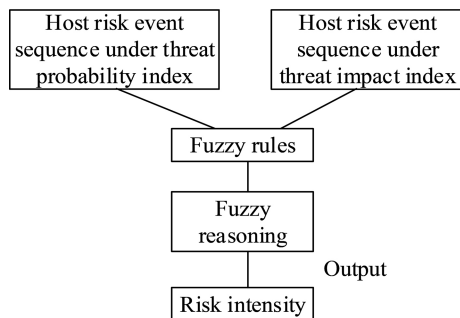 Host risk event
sequence under threat
probability index
Host risk event
sequence under
threat impact index
Fuzzy rules
Fuzzy
reasoning
Output
Risk intensity